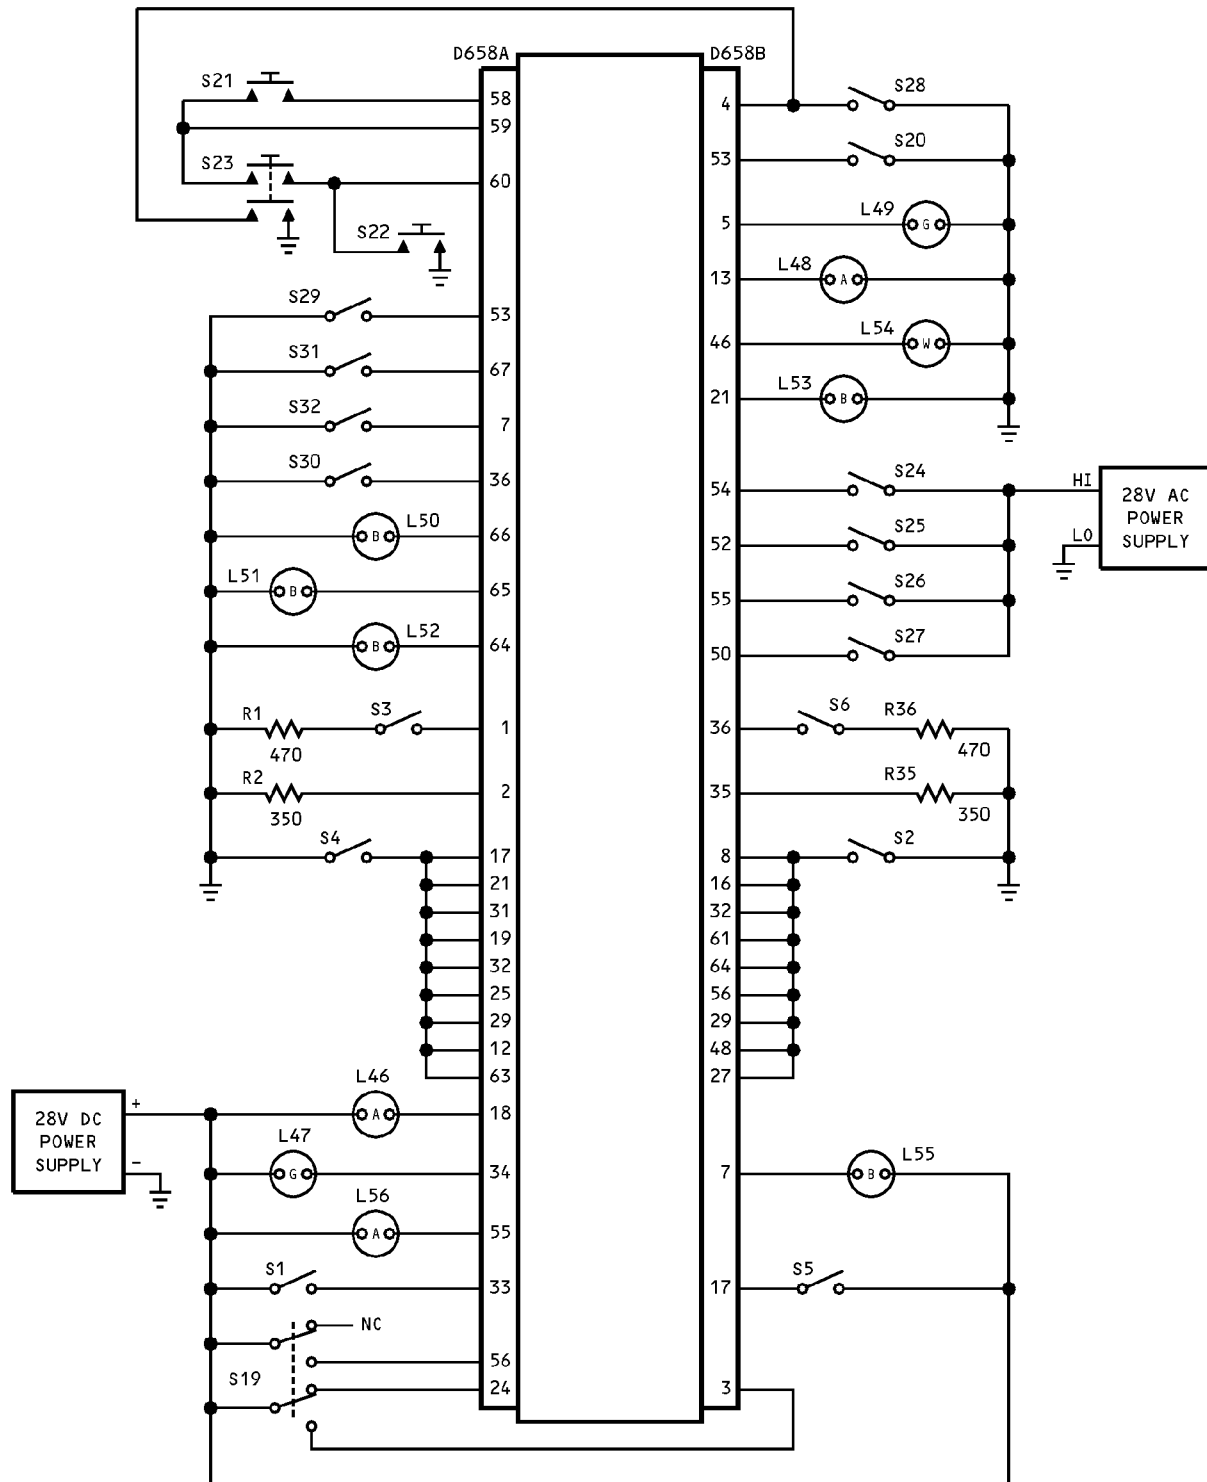 D658A
D658B
S21
58
59
S23
60
S22
S29
53
S31
67
S32
7
S30
36
L50
B
66
L51
B
65
L52
B
64
R1
470
S3
1
R2
350
2
S4
17
21
31
19
32
25
29
12
63
28V DC
POWER
SUPPLY
+
-
L46
A
18
L47
G
34
L56
A
55
S1
33
NC
56
S19
24
4
S28
53
S20
5
L49
G
13
L48
A
46
L54
W
21
L53
B
54
S24
52
S25
55
S26
50
S27
HI
LO
28V AC
POWER
SUPPLY
36
S6
R36
470
35
R35
350
8
S2
16
32
61
64
56
29
48
27
7
L55
B
17
S5
3